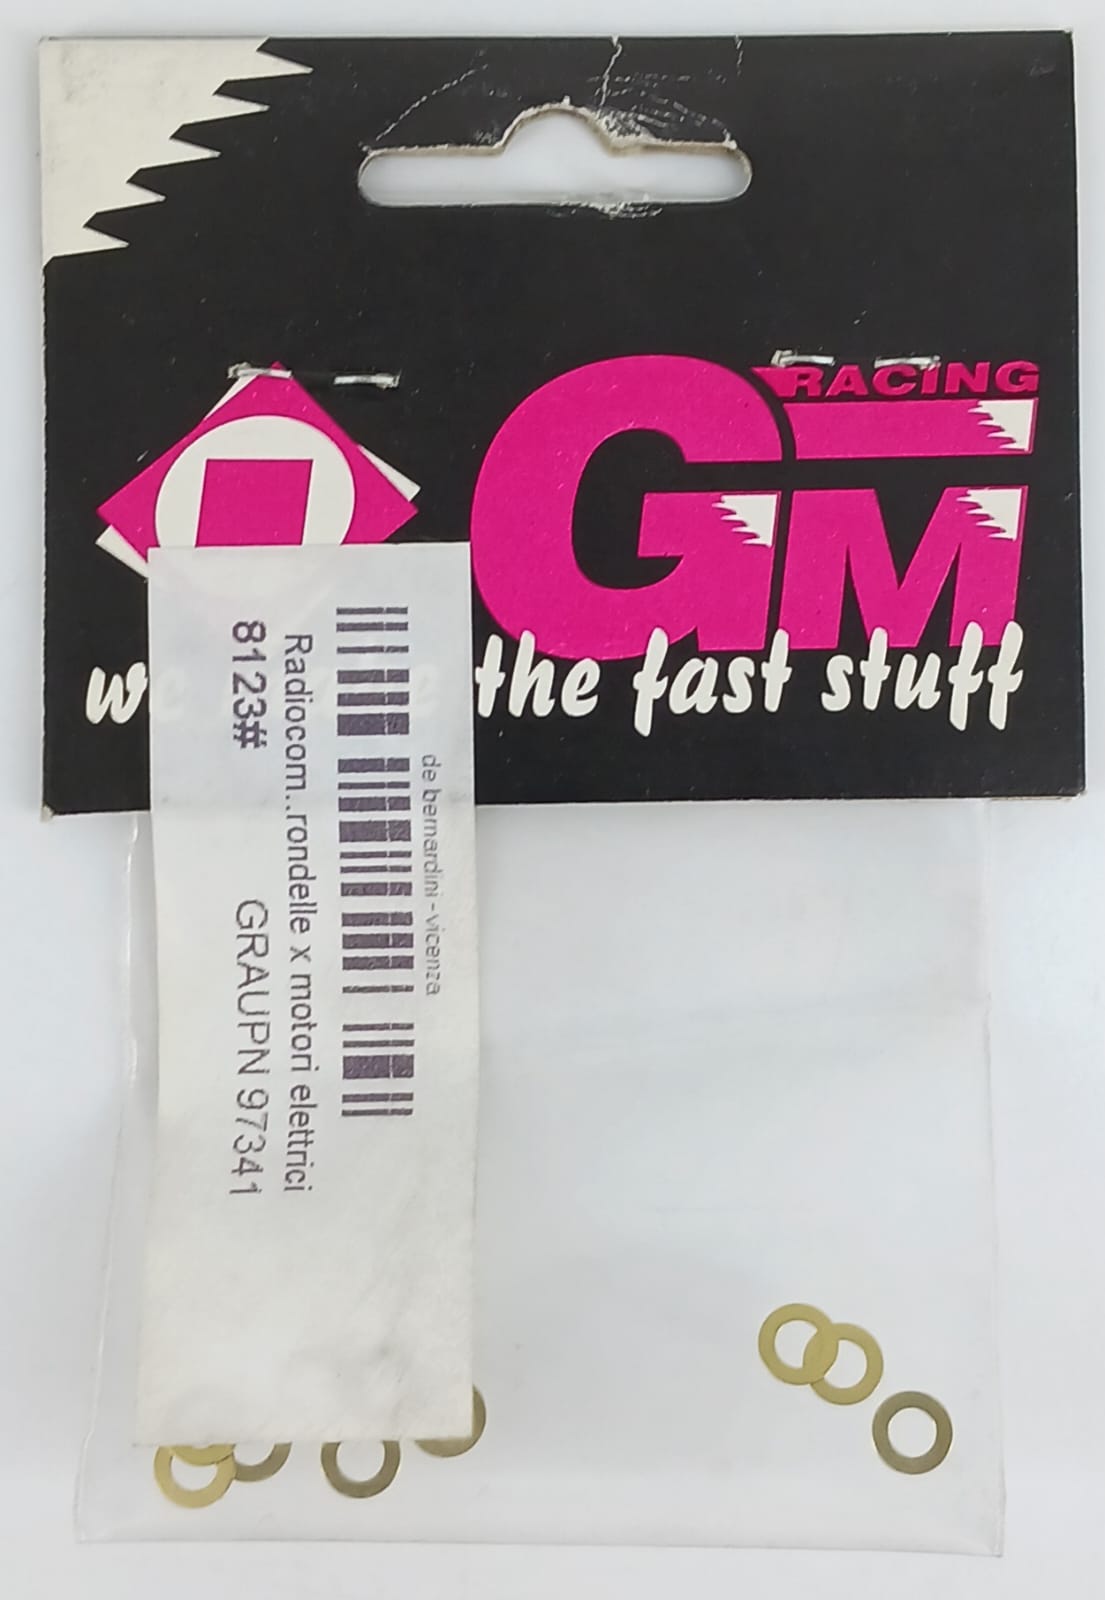 RACING
GM
we the fast stuff
de bernardini - vicenza
Radiocom..rondelle x motori elettrici
8123# GRAUPN 97341